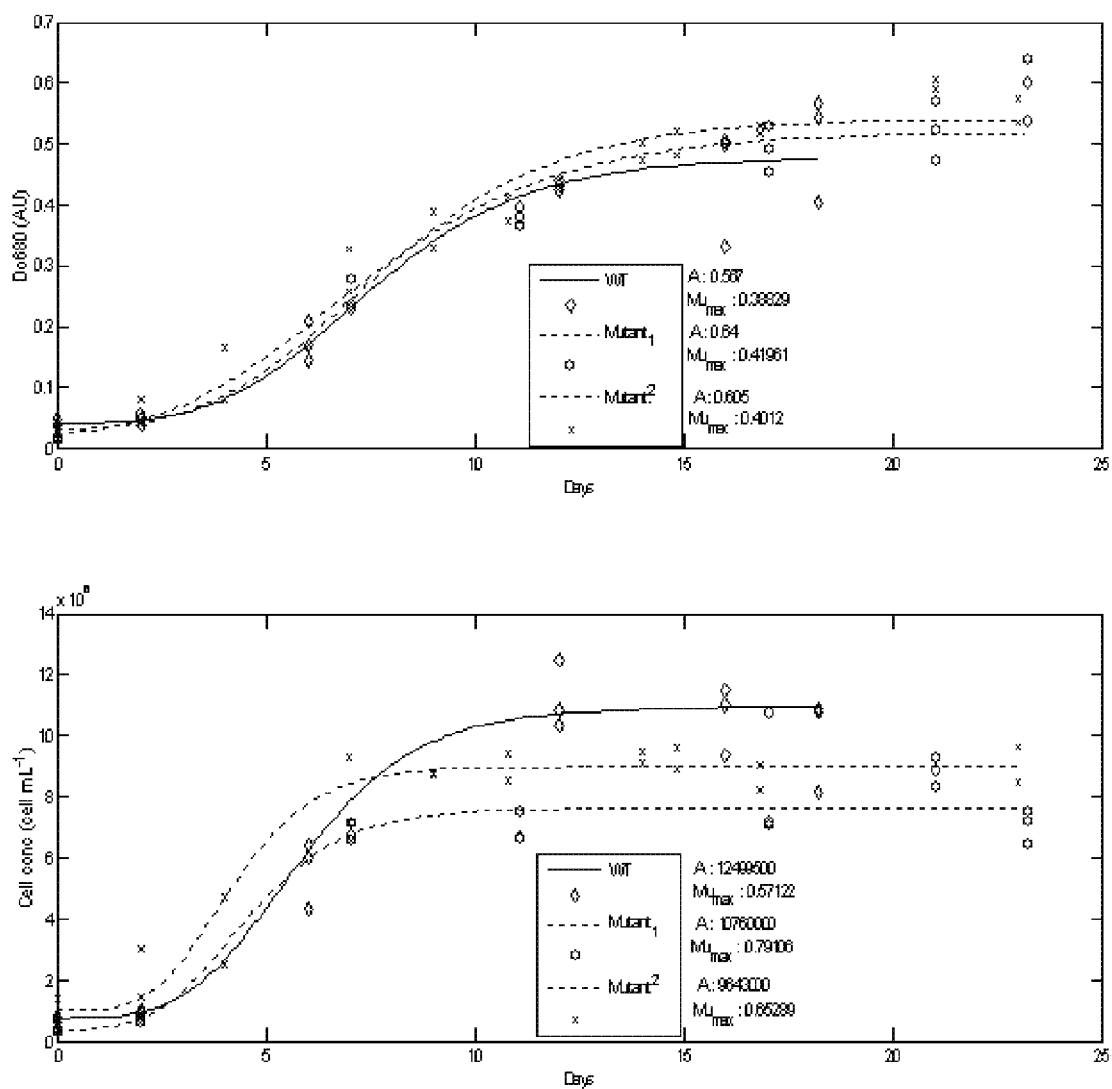 0.7
0.6
0.5
0.4
0.3
0.2
0.1
0
Do680 (AU)
WT
A : 0.567
Mu max : 0.38829
Mutant 1
A : 0.64
Mu max : 0.41961
Mutant 2
A : 0.605
Mu max : 0.4012
0 5 10 15 20 25
Days
x 10
14
12
10
8
6
4
2
0
Cell conc (cell mL-1)
WT
A : 12499500
Mu max : 0.57122
Mutant 1
A : 10760000
Mu max : 0.79106
Mutant 2
A : 9643000
Mu max : 0.65289
0 5 10 15 20 25
Days